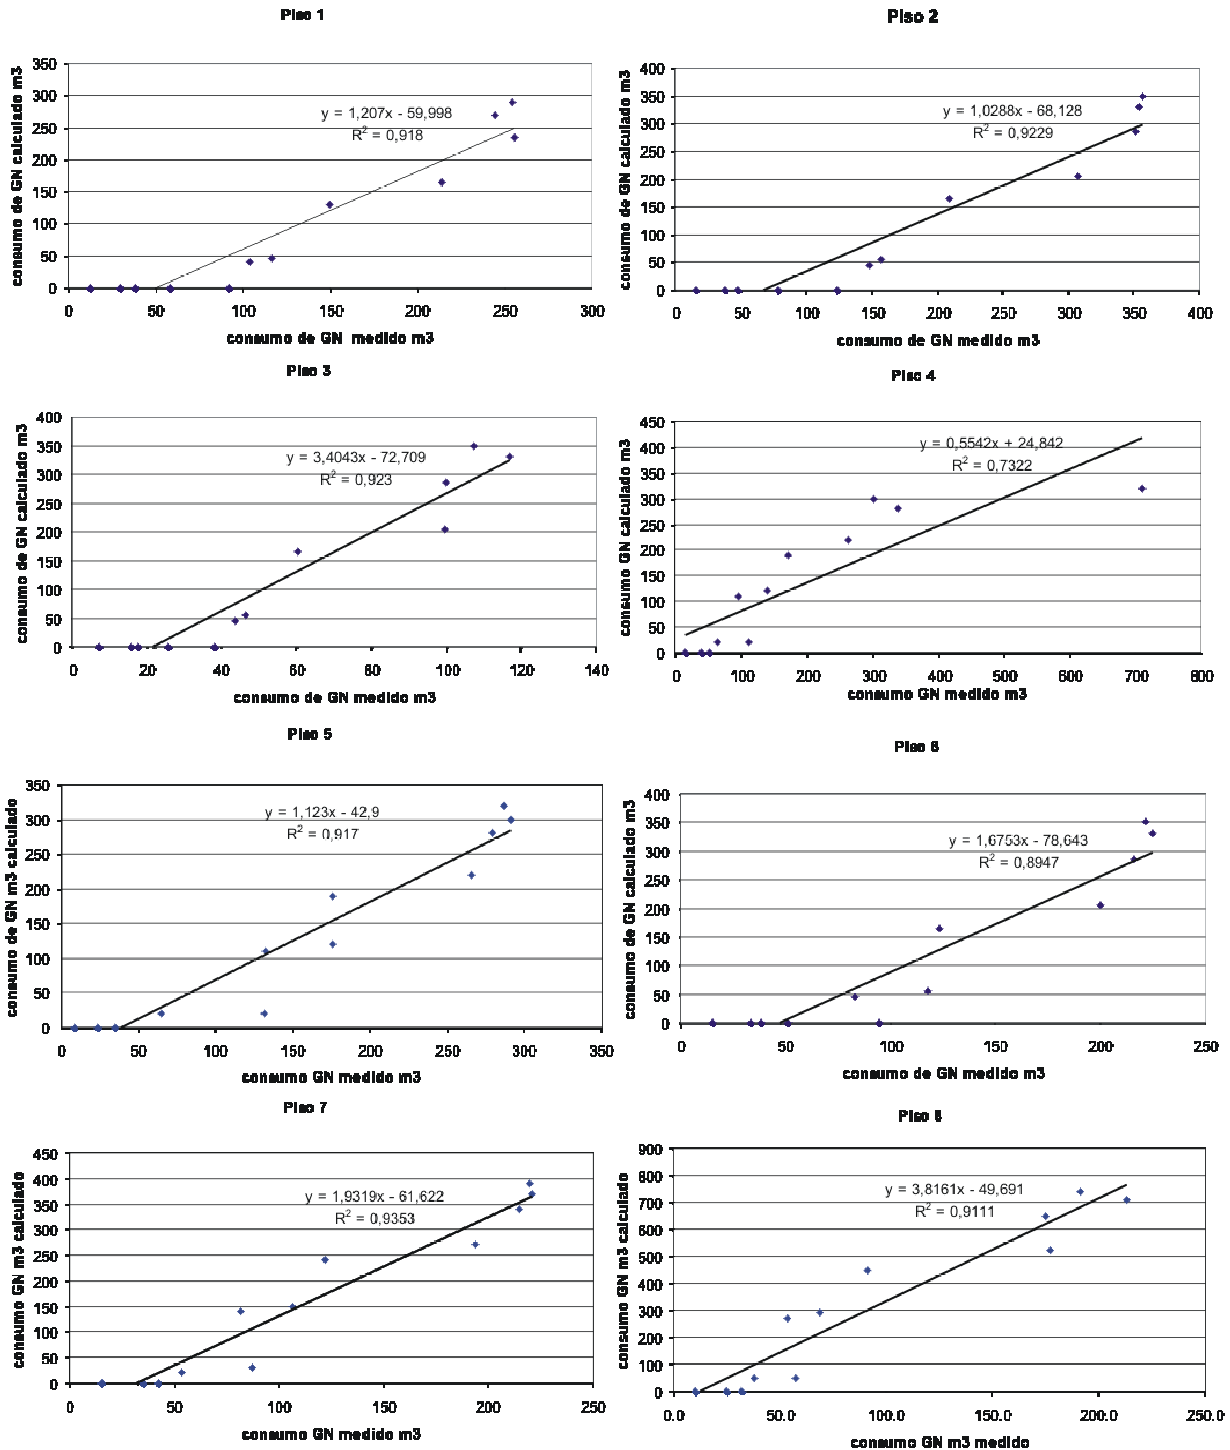 Piso 1
consumo de GN calculado m3
350
300
250
200
150
100
50
0
y = 1,207x - 59,998
R² = 0,918
0 50 100 150 200 250 300
consumo de GN medido m3
Piso 2
consumo de GN calculado m3
400
350
300
250
200
150
100
50
0
y = 1,0288x - 68,128
R² = 0,9229
0 50 100 150 200 250 300 350 400
consumo de GN medido m3
Piso 3
consumo de GN calculado m3
400
350
300
250
200
150
100
50
0
y = 3,4043x - 72,709
R² = 0,923
0 20 40 60 80 100 120 140
consumo de GN medido m3
Piso 4
consumo GN calculado m3
450
400
350
300
250
200
150
100
50
0
y = 0,5542x + 24,842
R² = 0,7322
0 100 200 300 400 500 600 700 800
consumo GN medido m3
Piso 5
consumo de GN m3 calculado
350
300
250
200
150
100
50
0
y = 1,123x - 42,9
R² = 0,917
0 50 100 150 200 250 300 350
consumo GN medido m3
Piso 6
consumo de GN calculado m3
400
350
300
250
200
150
100
50
0
y = 1,6753x - 78,643
R² = 0,8947
0 50 100 150 200 250
consumo de GN medido m3
Piso 7
consumo GN m3 calculado
450
400
350
300
250
200
150
100
50
0
y = 1,9319x - 61,622
R² = 0,9353
0 50 100 150 200 250
consumo GN medido m3
Piso 8
consumo GN m3 calculado
900
800
700
600
500
400
300
200
100
0
y = 3,8161x - 49,691
R² = 0,9111
0.0 50.0 100.0 150.0 200.0 250.0
consumo GN m3 medido